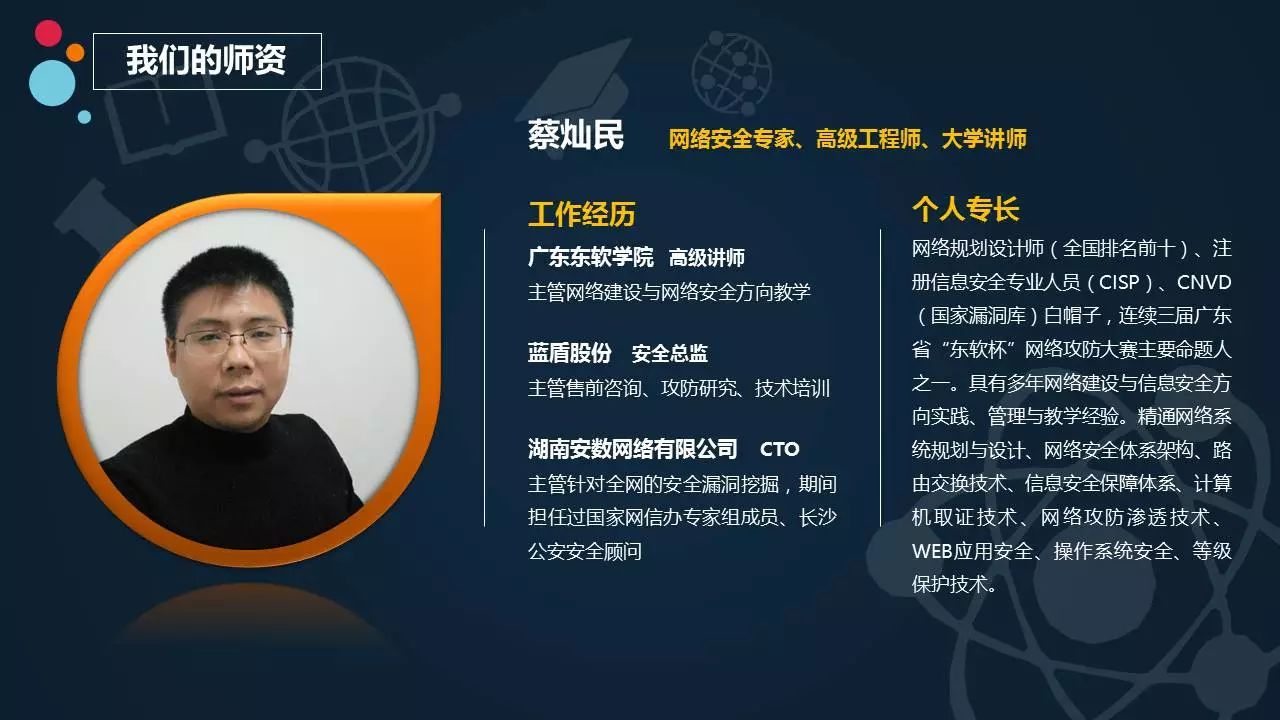 我们的师资
蔡灿民 网络安全专家、高级工程师、大学讲师
工作经历
广东东软学院 高级讲师
主管网络建设与网络安全方向教学
蓝盾股份 安全总监
主管售前咨询、攻防研究、技术培训
湖南安数网络有限公司 CTO
主管针对全网的安全漏洞挖掘，期间
担任过国家网信办专家组成员、长沙
公安安全顾问
个人专长
网络规划设计师（全国排名前十）、注
册信息安全专业人员（CISP）、CNVD
（国家漏洞库）白帽子，连续三届广东
省“东软杯”网络攻防大赛主要命题人
之一。具有多年网络建设与信息安全方
向实践、管理与教学经验。精通网络系
统规划与设计、网络安全体系架构、路
由交换技术、信息安全保障体系、计算
机取证技术、网络攻防渗透技术、
WEB应用安全、操作系统安全、等级
保护技术。